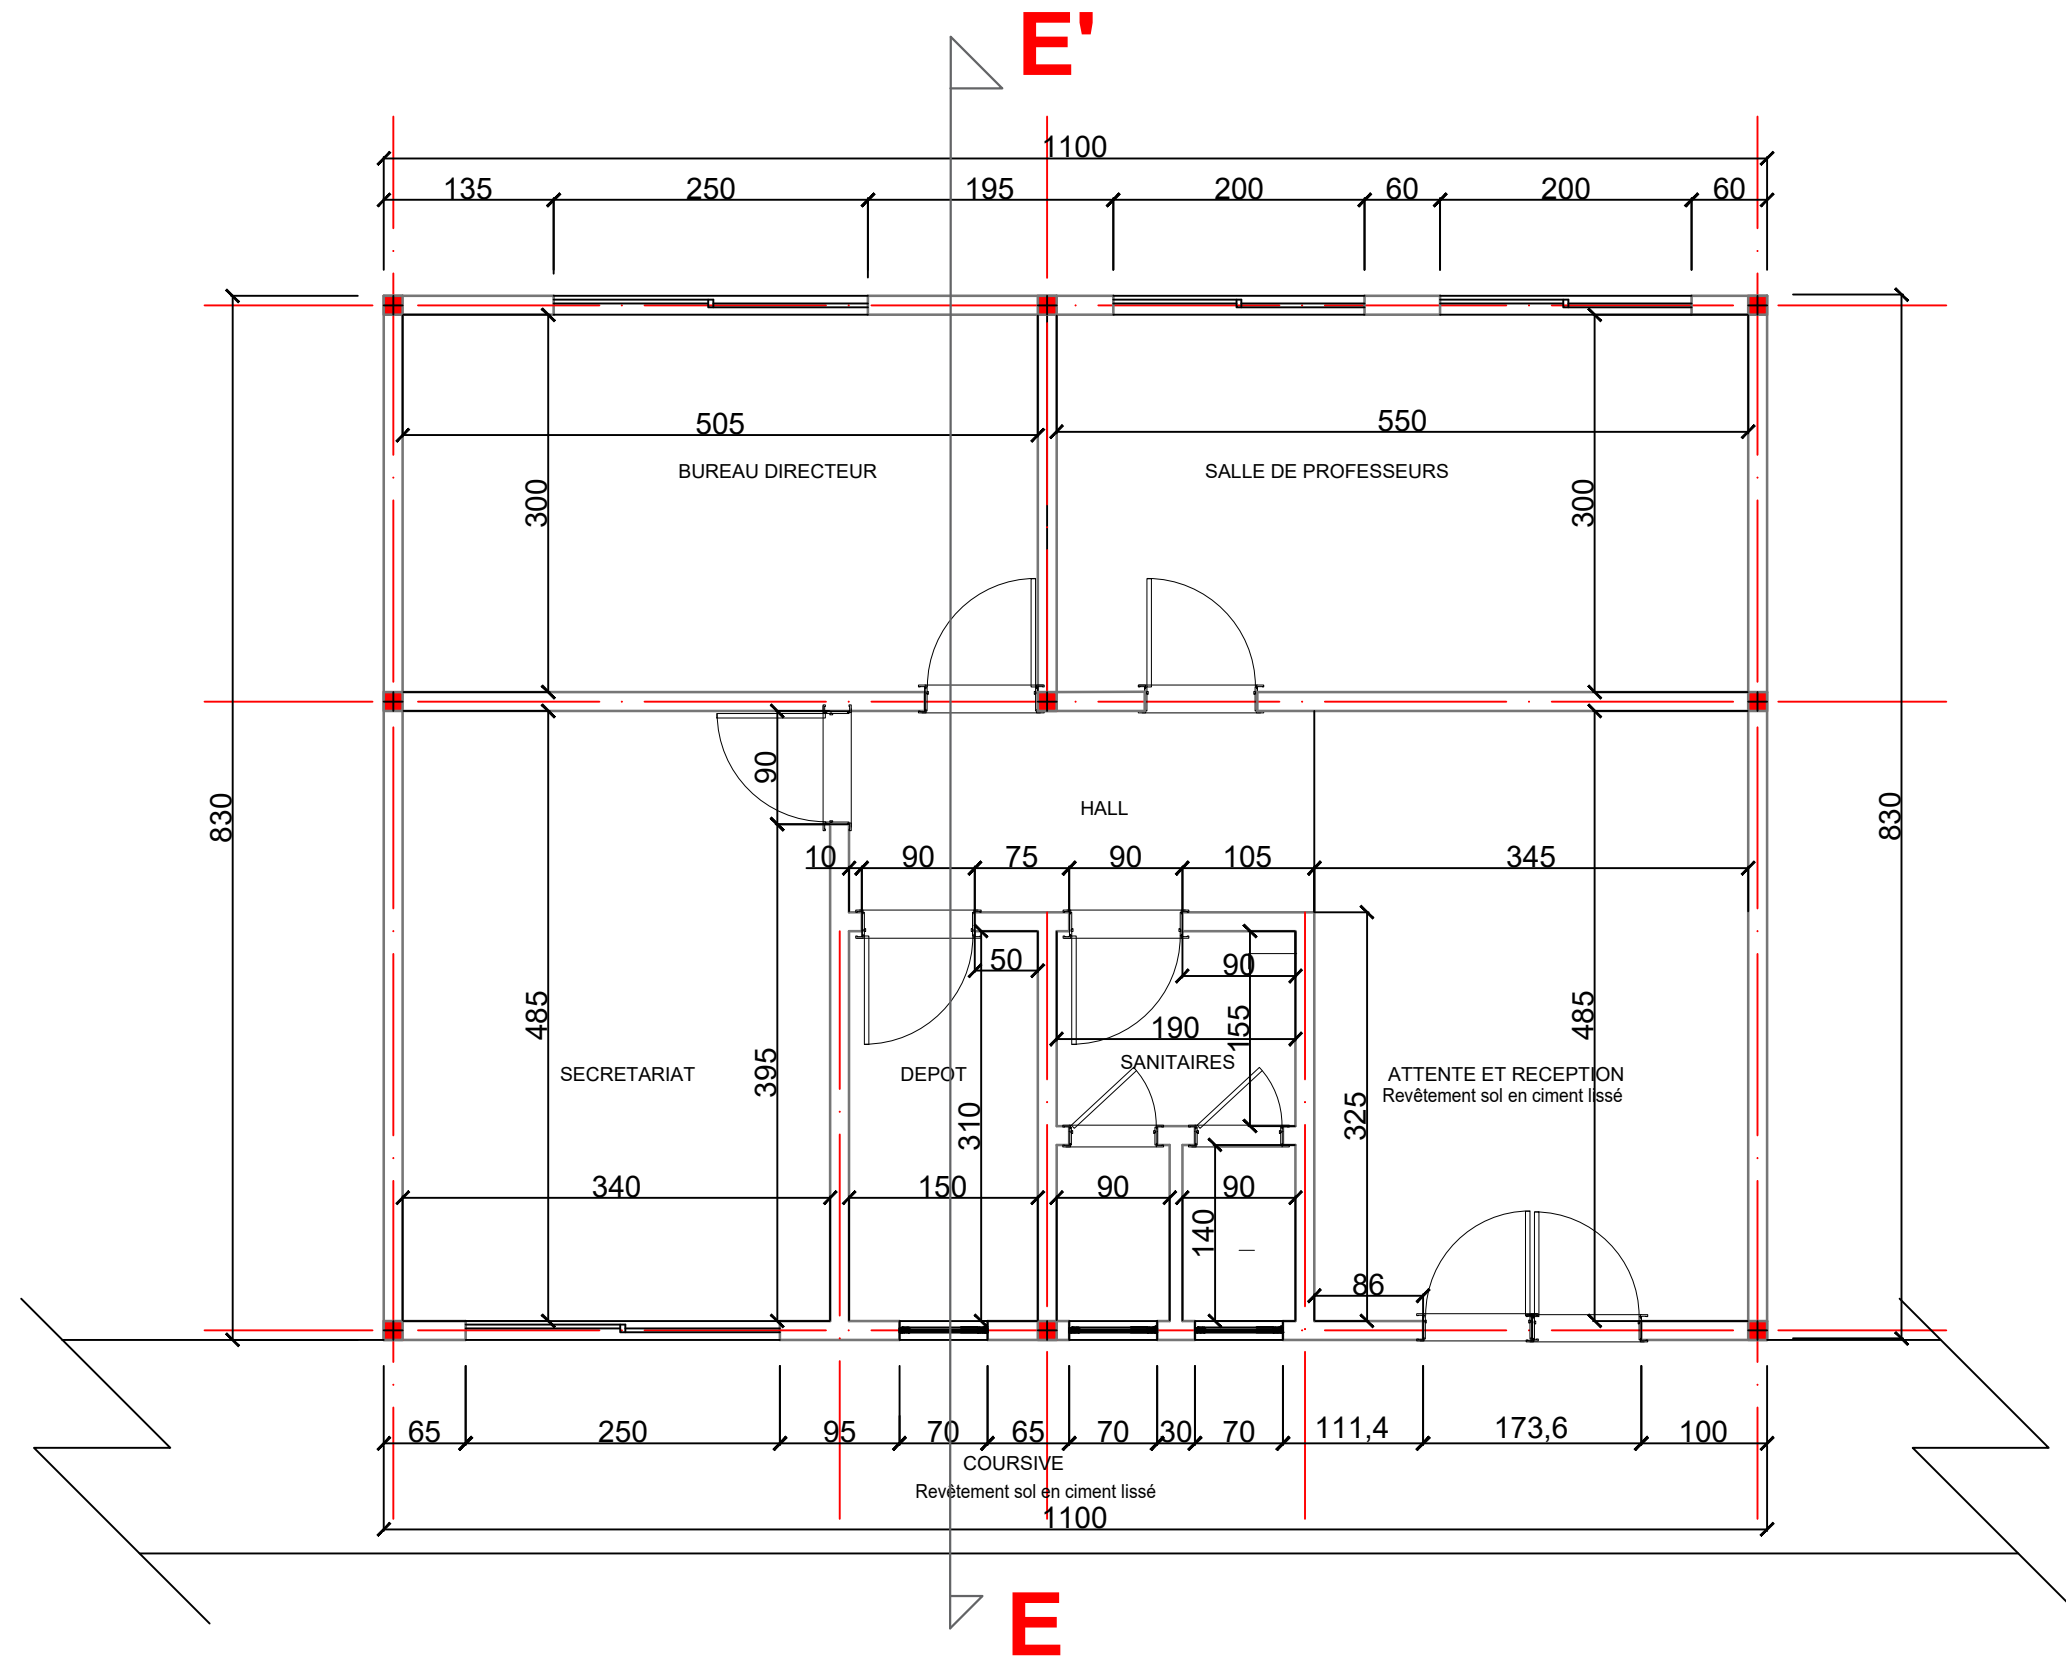 E'
1100
135 250 195 200 60 200 60
505 550
BUREAU DIRECTEUR SALLE DE PROFESSEURS
300 300
90
830 830
HALL
10 90 75 90 105 345
50 90
485 155 485
190
SANITAIRES
395
SECRETARIAT DEPOT ATTENTE ET RECEPTION
Revêtement sol en ciment lissé
310 325
340 150 90 90
140
86
65 250 95 70 65 70 30 70 111,4 173,6 100
COURSIVE
Revêtement sol en ciment lissé
1100
E